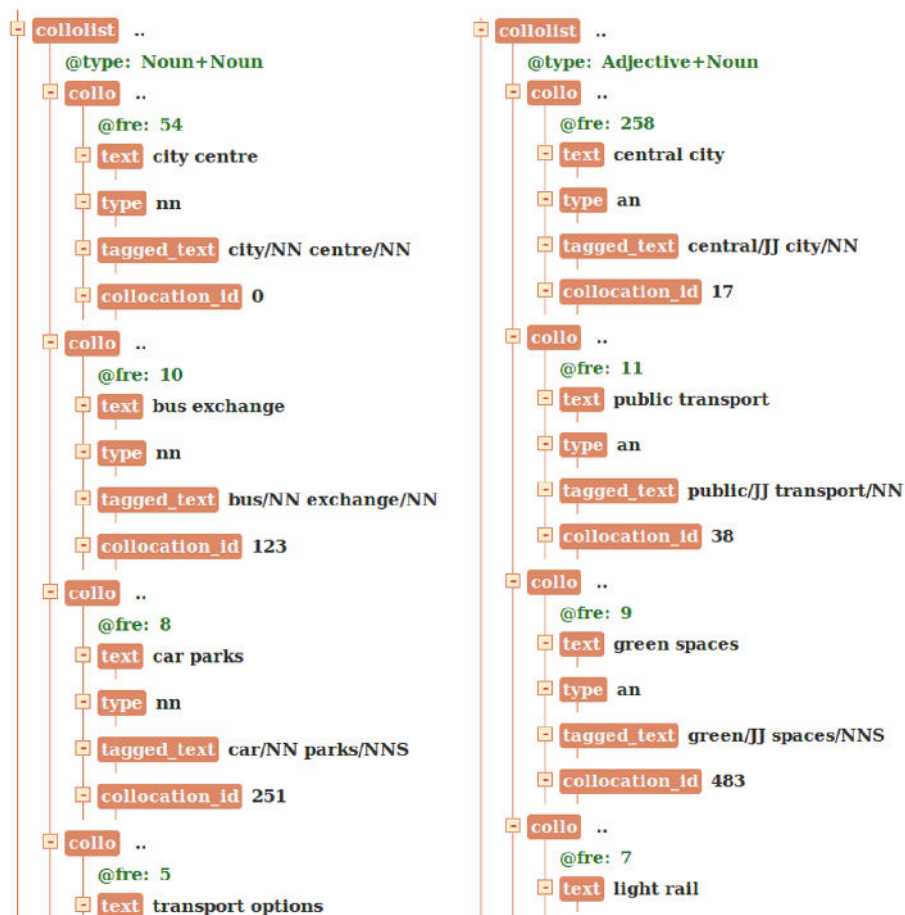 collolist ..
@type: Noun+Noun
collo ..
@fre: 54
text city centre
type nn
tagged_text city/NN centre/NN
collocation_id 0
collo ..
@fre: 10
text bus exchange
type nn
tagged_text bus/NN exchange/NN
collocation_id 123
collo ..
@fre: 8
text car parks
type nn
tagged_text car/NN parks/NNS
collocation_id 251
collo ..
@fre: 5
text transport options
collolist ..
@type: Adjective+Noun
collo ..
@fre: 258
text central city
type an
tagged_text central/JJ city/NN
collocation_id 17
collo ..
@fre: 11
text public transport
type an
tagged_text public/JJ transport/NN
collocation_id 38
collo ..
@fre: 9
text green spaces
type an
tagged_text green/JJ spaces/NNS
collocation_id 483
collo ..
@fre: 7
text light rail